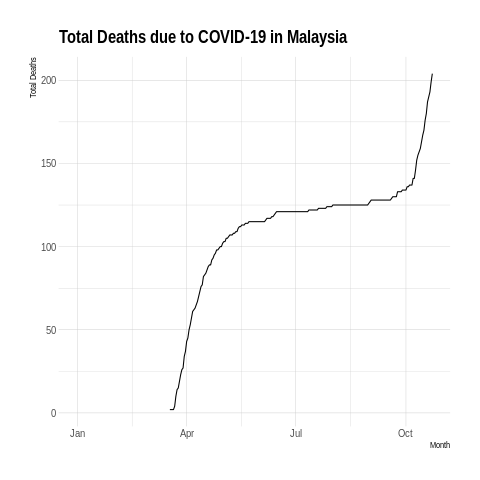 Total Deaths due to COVID-19 in Malaysia
Total Deaths
200
150
100
50
0
Jan Apr Jul Oct
Month